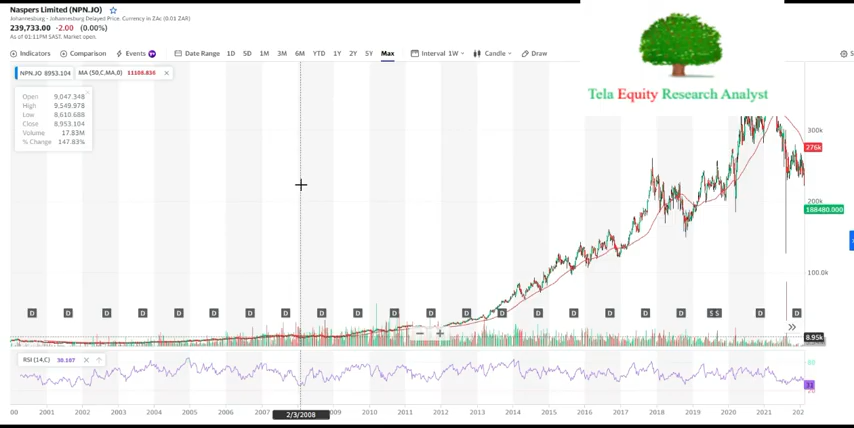 Naspers Limited (NPN.JO)
Johannesburg - Johannesburg Delayed Price. Currency in ZAc (0.01 ZAR)
239,733.00 -2.00 (0.00%)
As of 01:11PM SAST. Market open.
Indicators Comparison Events Date Range 1D 5D 1M 3M 6M YTD 1Y 2Y 5Y Max Interval 1W Candle Draw S
Tela Equity Research Analyst
NPN.JO 8953.104 MA (50,C,MA,0) 11108.836
Open 9,047.348
High 9,549.978
Low 8,610.688
Close 8,953.104
Volume 17.83M
% Change 147.83%
300k
276k
200k
188480.000
100.0k
D D D D D D D D D D D D D D D D D D D S S D D
8.95k
RSI (14,C) 30.107
32
00 2001 2002 2003 2004 2005 2006 2007 2/3/2008 009 2010 2011 2012 2013 2014 2015 2016 2017 2018 2019 2020 2021 202